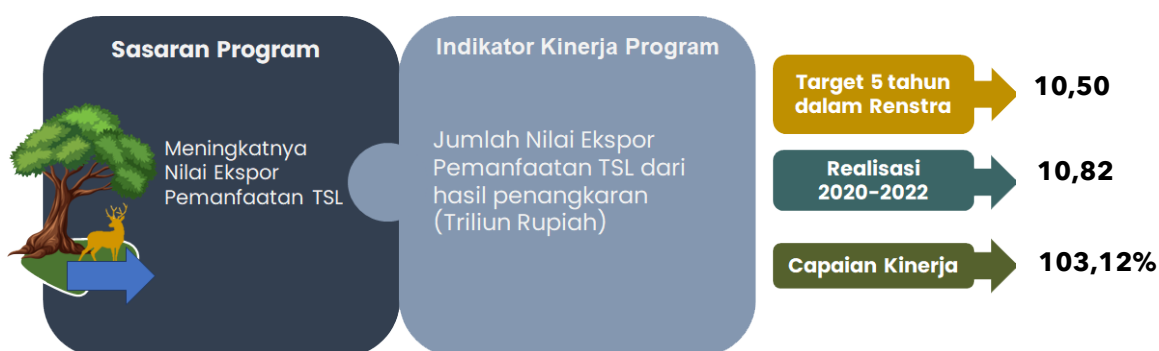 Sasaran Program
Meningkatnya
Nilai Ekspor
Pemanfaatan TSL
Indikator Kinerja Program
Jumlah Nilai Ekspor
Pemanfaatan TSL dari
hasil penangkaran
(Triliun Rupiah)
Target 5 tahun
dalam Renstra
10,50
Realisasi
2020-2022
10,82
Capaian Kinerja
103,12%